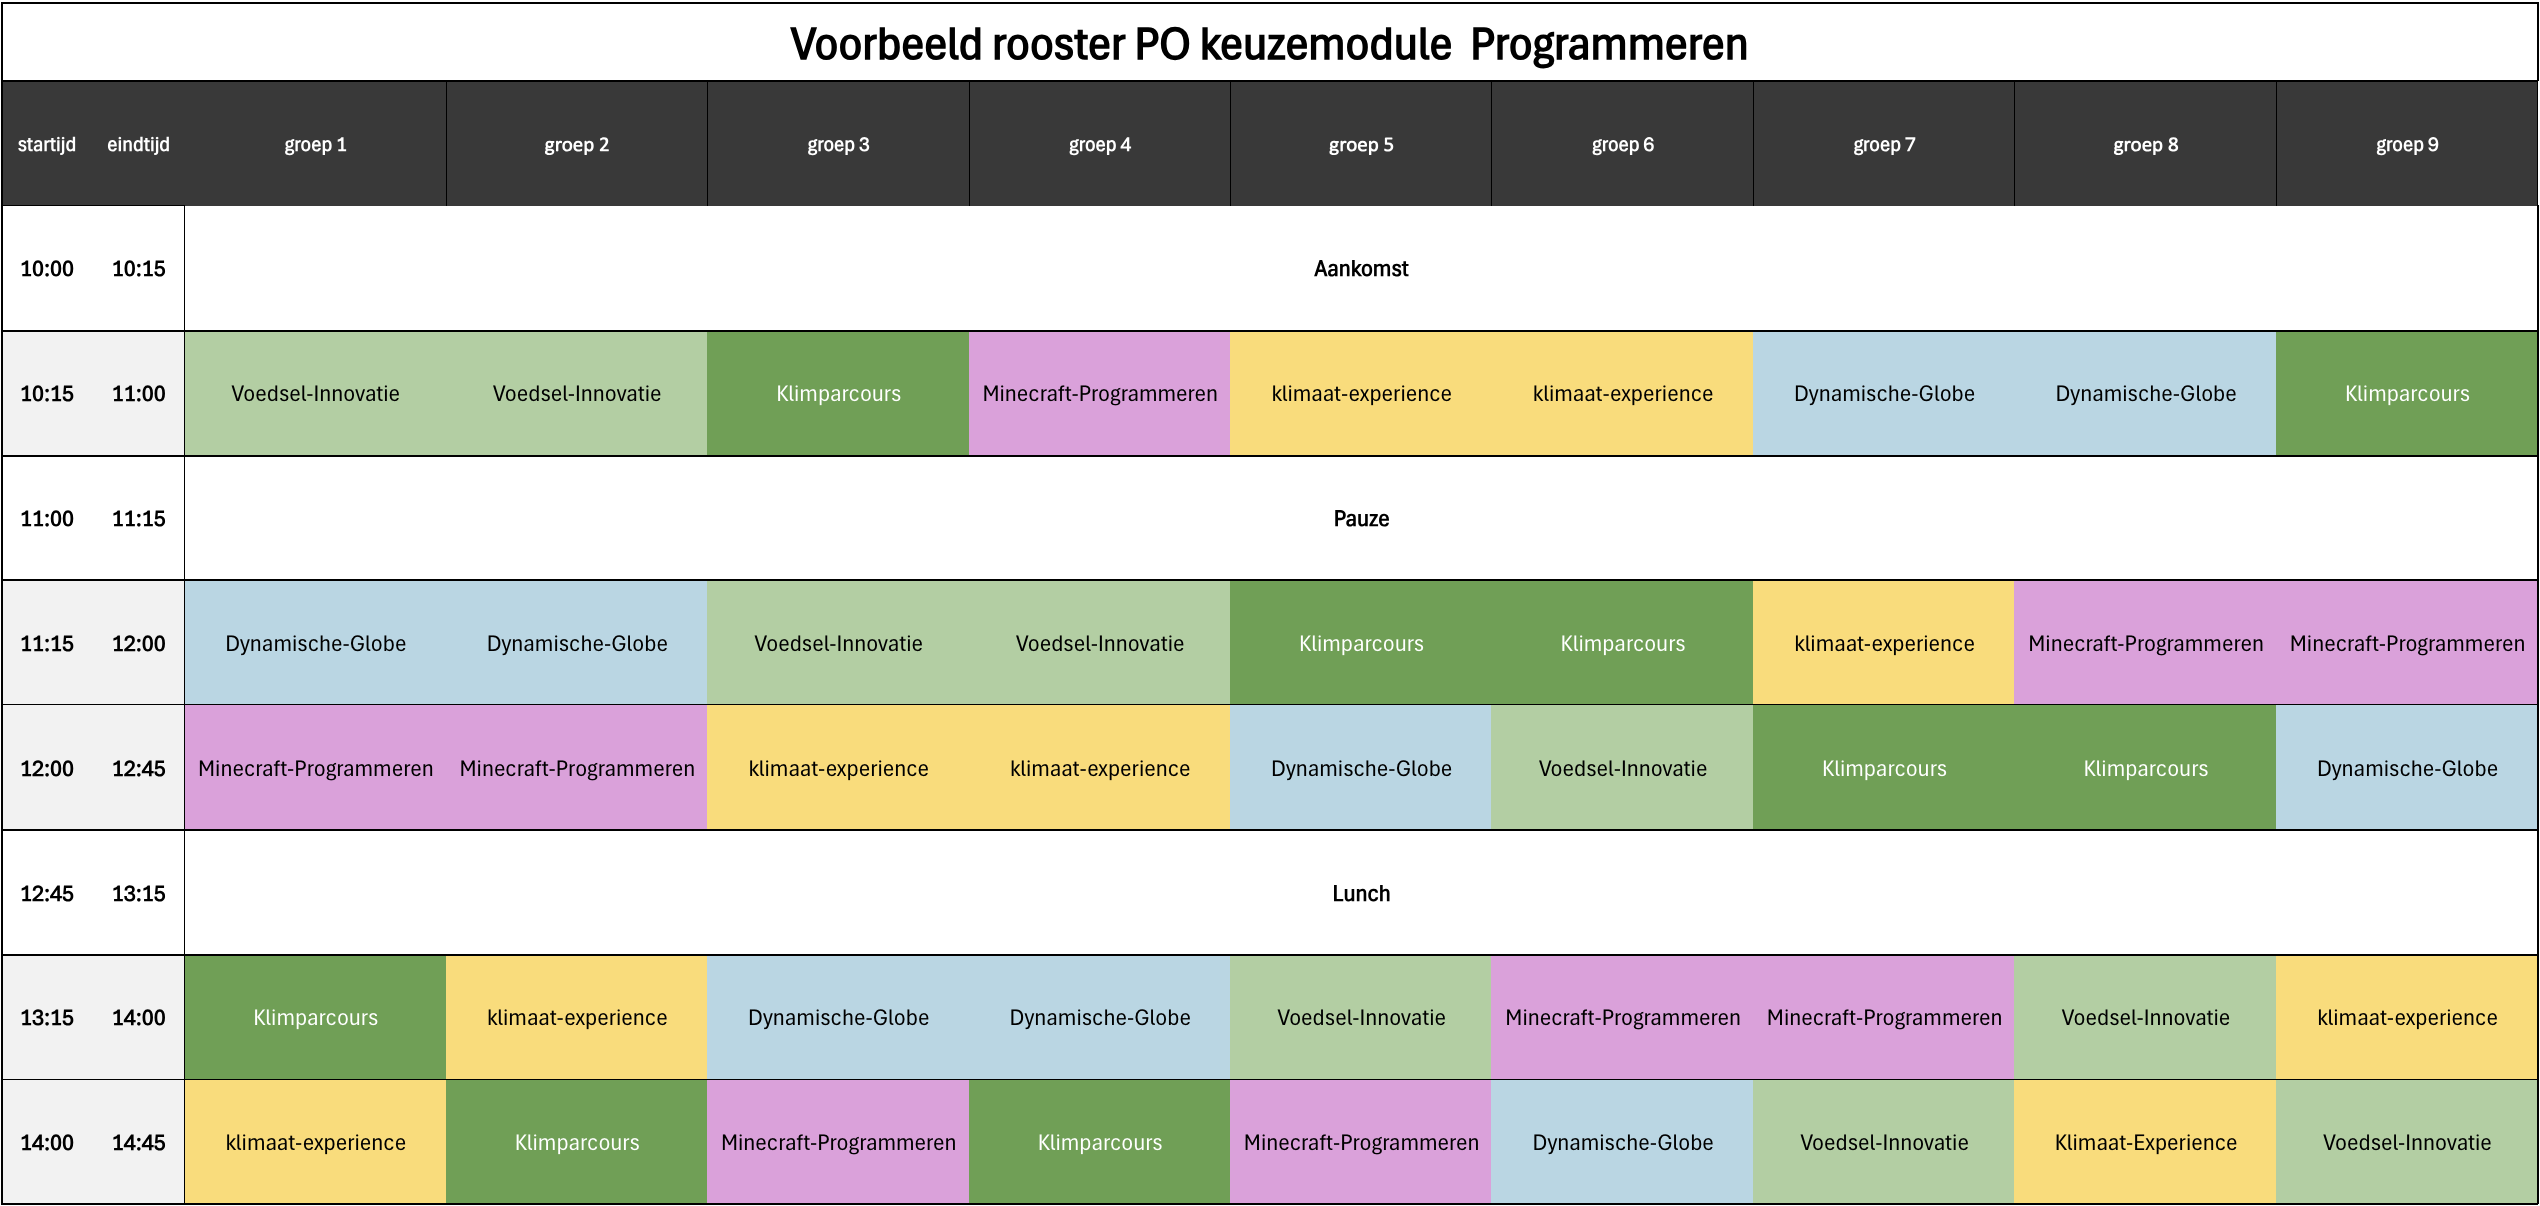 Voorbeeld rooster PO keuzemodule  Programmeren
startijd eindtijd groep 1 groep 2 groep 3 groep 4 groep 5 groep 6 groep 7 groep 8 groep 9
10:00 10:15 Aankomst
10:15 11:00 Voedsel-Innovatie Voedsel-Innovatie Klimparcours Minecraft-Programmeren klimaat-experience klimaat-experience Dynamische-Globe Dynamische-Globe Klimparcours
11:00 11:15 Pauze
11:15 12:00 Dynamische-Globe Dynamische-Globe Voedsel-Innovatie Voedsel-Innovatie Klimparcours Klimparcours klimaat-experience Minecraft-Programmeren Minecraft-Programmeren
12:00 12:45 Minecraft-Programmeren Minecraft-Programmeren klimaat-experience klimaat-experience Dynamische-Globe Voedsel-Innovatie Klimparcours Klimparcours Dynamische-Globe
12:45 13:15 Lunch
13:15 14:00 Klimparcours klimaat-experience Dynamische-Globe Dynamische-Globe Voedsel-Innovatie Minecraft-Programmeren Minecraft-Programmeren Voedsel-Innovatie klimaat-experience
14:00 14:45 klimaat-experience Klimparcours Minecraft-Programmeren Klimparcours Minecraft-Programmeren Dynamische-Globe Voedsel-Innovatie Klimaat-Experience Voedsel-Innovatie